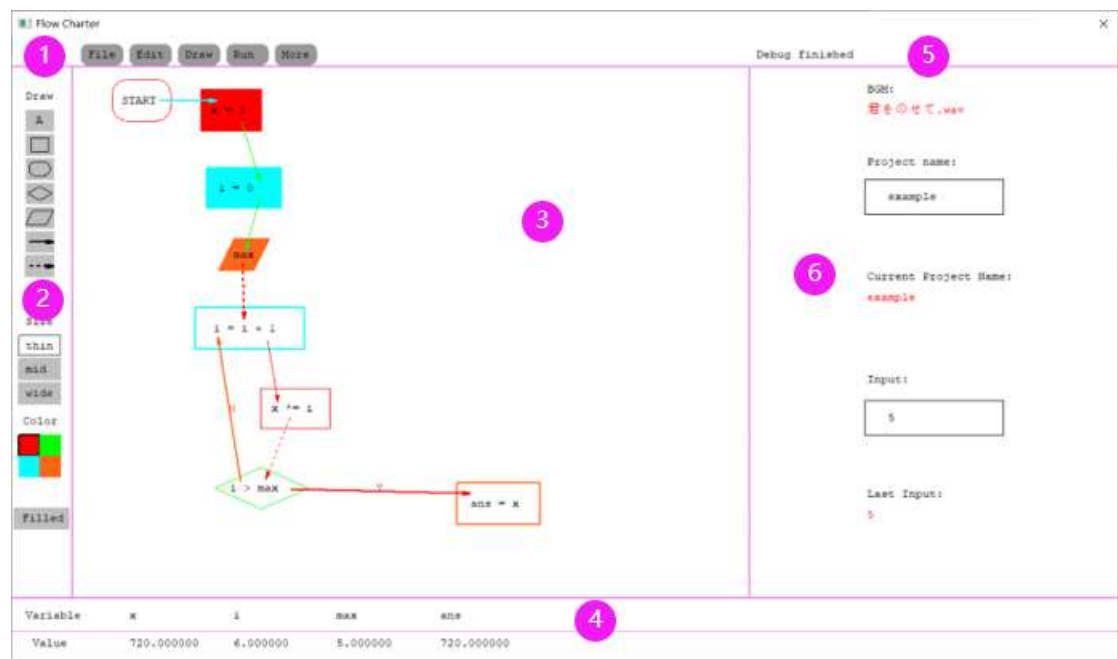 Flow Charter
1
File Edit Draw Run More
Debug finished
5
Draw
A
2
Size
thin
mid
wide
Color
Filled
START
x = 1
i = 0
max
i = i + 1
x *= i
i > max
?
ans = x
3
BGM:
君をのせて.wav
Project name:
example
6
Current Project Name:
example
Input:
5
Last Input:
5
Variable x i max ans
4
Value 720.000000 6.000000 5.000000 720.000000